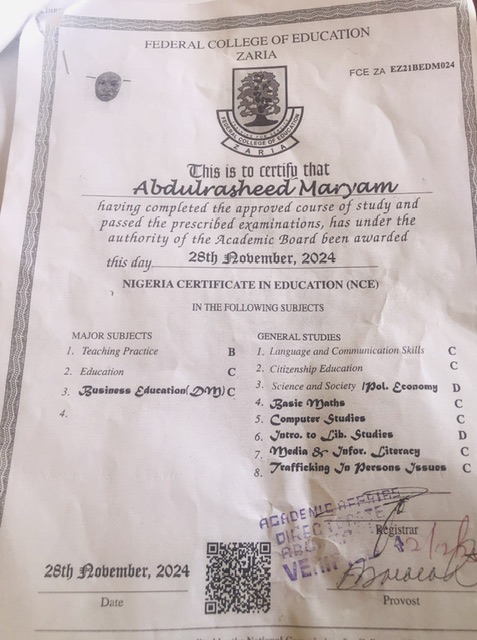 FEDERAL COLLEGE OF EDUCATION
ZARIA
FCE ZA EZ21BEDM024
FEDERAL COLLEGE OF EDUCATION
ZARIA
This is to certify that
Abdulrasheed Maryam
having completed the approved course of study and
passed the prescribed examinations, has under the
authority of the Academic Board been awarded
this day 28th November, 2024
NIGERIA CERTIFICATE IN EDUCATION (NCE)
IN THE FOLLOWING SUBJECTS
MAJOR SUBJECTS
1. Teaching Practice B
2. Education C
3. Business Education(DM) C
4.
GENERAL STUDIES
1. Language and Communication Skills C
2. Citizenship Education C
3. Science and Society /Pol. Economy D
4. Basic Maths C
5. Computer Studies C
6. Intro. to Lib. Studies D
7. Media & Infor. Literacy C
8. Trafficking In Persons Issues C
ACADEMIC AFFAIRS
DIRECTORATE
Registrar
28th November, 2024
Date
Provost